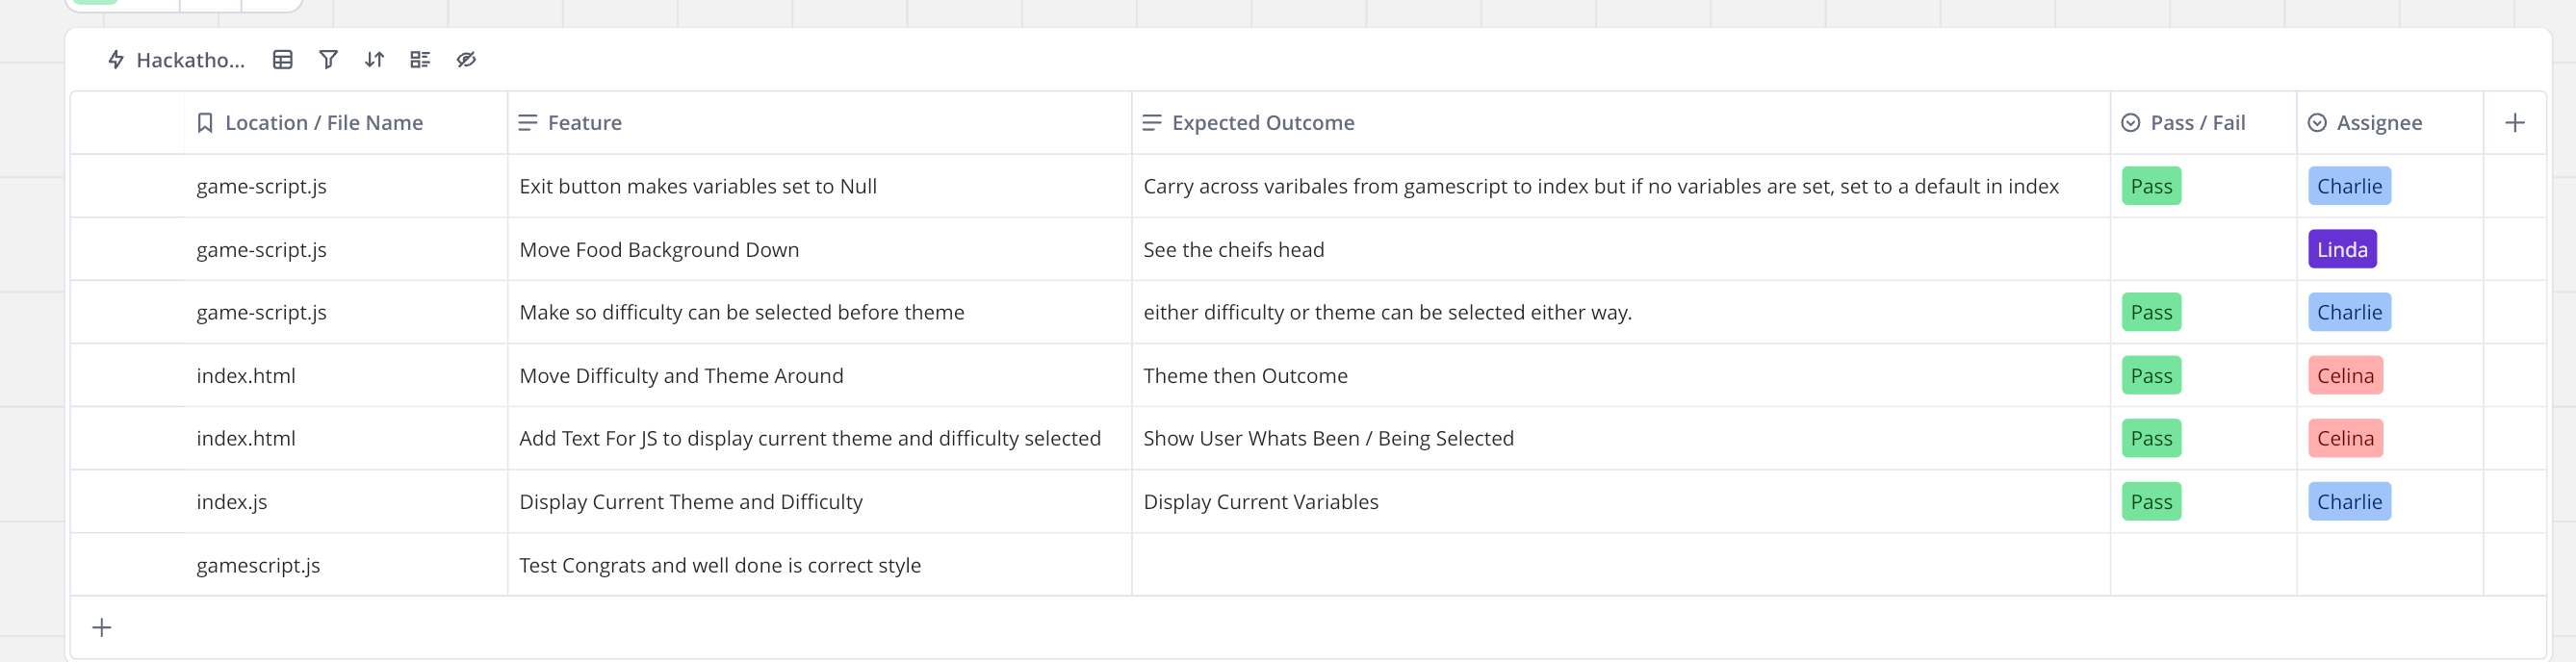 Hackatho...
Location / File Name Feature Expected Outcome Pass / Fail Assignee
game-script.js Exit button makes variables set to Null Carry across varibales from gamescript to index but if no variables are set, set to a default in index Pass Charlie
game-script.js Move Food Background Down See the cheifs head Linda
game-script.js Make so difficulty can be selected before theme either difficulty or theme can be selected either way. Pass Charlie
index.html Move Difficulty and Theme Around Theme then Outcome Pass Celina
index.html Add Text For JS to display current theme and difficulty selected Show User Whats Been / Being Selected Pass Celina
index.js Display Current Theme and Difficulty Display Current Variables Pass Charlie
gamescript.js Test Congrats and well done is correct style